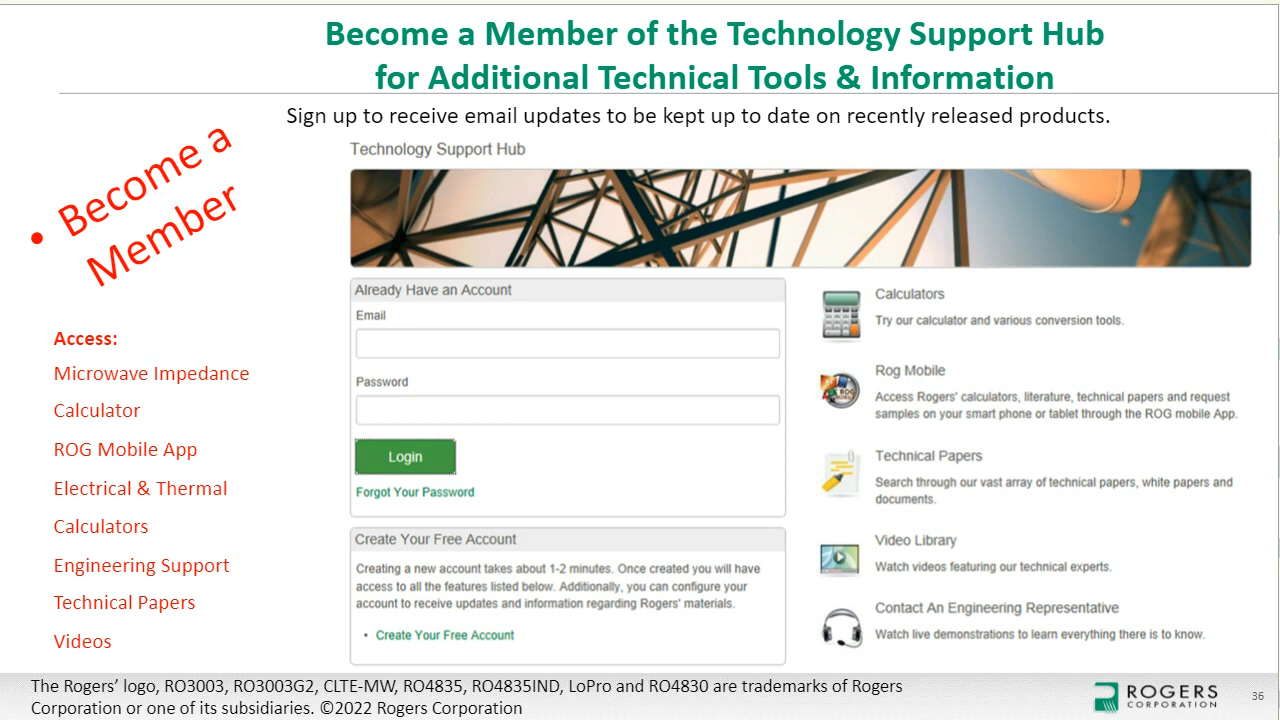 Become a Member of the Technology Support Hub
for Additional Technical Tools & Information
Sign up to receive email updates to be kept up to date on recently released products.
• Become a
Member
Access:
Microwave Impedance
Calculator
ROG Mobile App
Electrical & Thermal
Calculators
Engineering Support
Technical Papers
Videos
Technology Support Hub
Already Have an Account
Email
Password
Login
Forgot Your Password
Create Your Free Account
Creating a new account takes about 1-2 minutes. Once created you will have
access to all the features listed below. Additionally, you can configure your
account to receive updates and information regarding Rogers' materials.
• Create Your Free Account
Calculators
Try our calculator and various conversion tools.
Rog Mobile
Access Rogers' calculators, literature, technical papers and request
samples on your smart phone or tablet through the ROG mobile App.
Technical Papers
Search through our vast array of technical papers, white papers and
documents.
Video Library
Watch videos featuring our technical experts.
Contact An Engineering Representative
Watch live demonstrations to learn everything there is to know.
The Rogers’ logo, RO3003, RO3003G2, CLTE-MW, RO4835, RO4835IND, LoPro and RO4830 are trademarks of Rogers
Corporation or one of its subsidiaries. ©2022 Rogers Corporation
ROGERS
CORPORATION
36